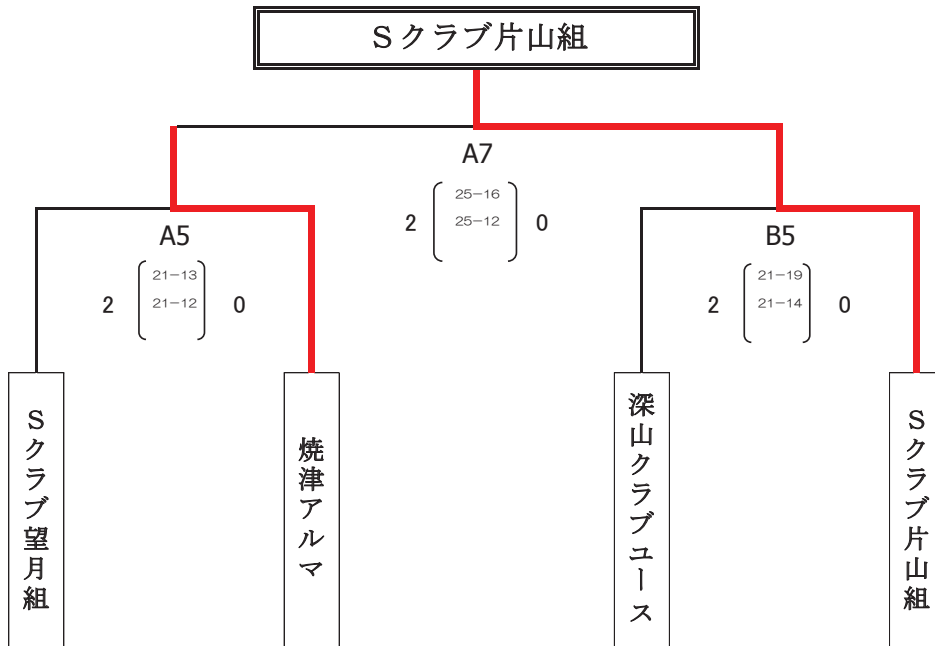 Sクラブ片山組
A7
25-16
2 25-12 0
A5
21-13
2 21-12 0
B5
21-19
2 21-14 0
Sクラブ望月組
焼津アルマ
深山クラブユース
Sクラブ片山組